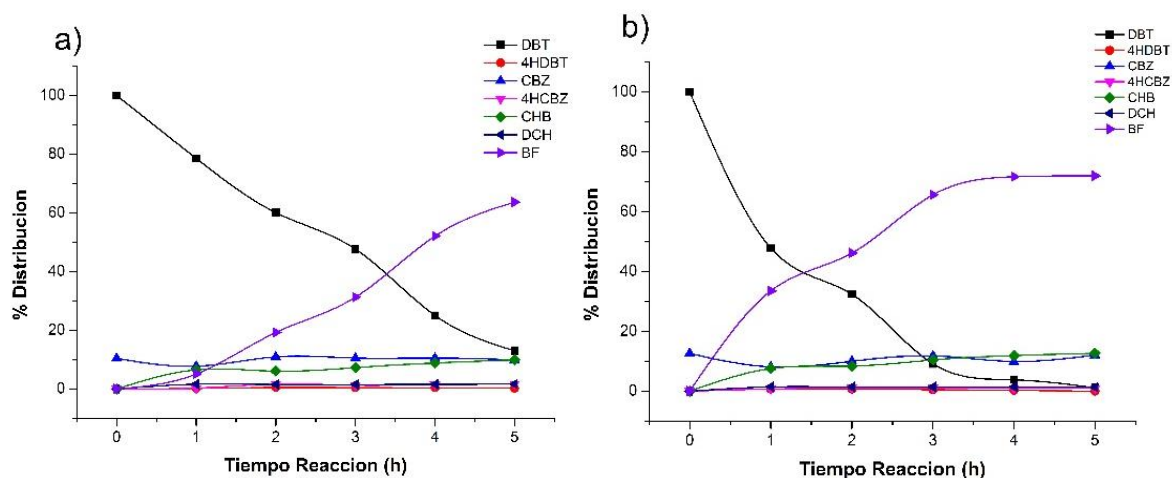 a)
DBT
4HDBT
CBZ
4HCBZ
CHB
DCH
BF
100
80
60
40
20
0
% Distribucion
0 1 2 3 4 5
Tiempo Reaccion (h)
b)
DBT
4HDBT
CBZ
4HCBZ
CHB
DCH
BF
100
80
60
40
20
0
% Distribucion
0 1 2 3 4 5
Tiempo Reaccion (h)